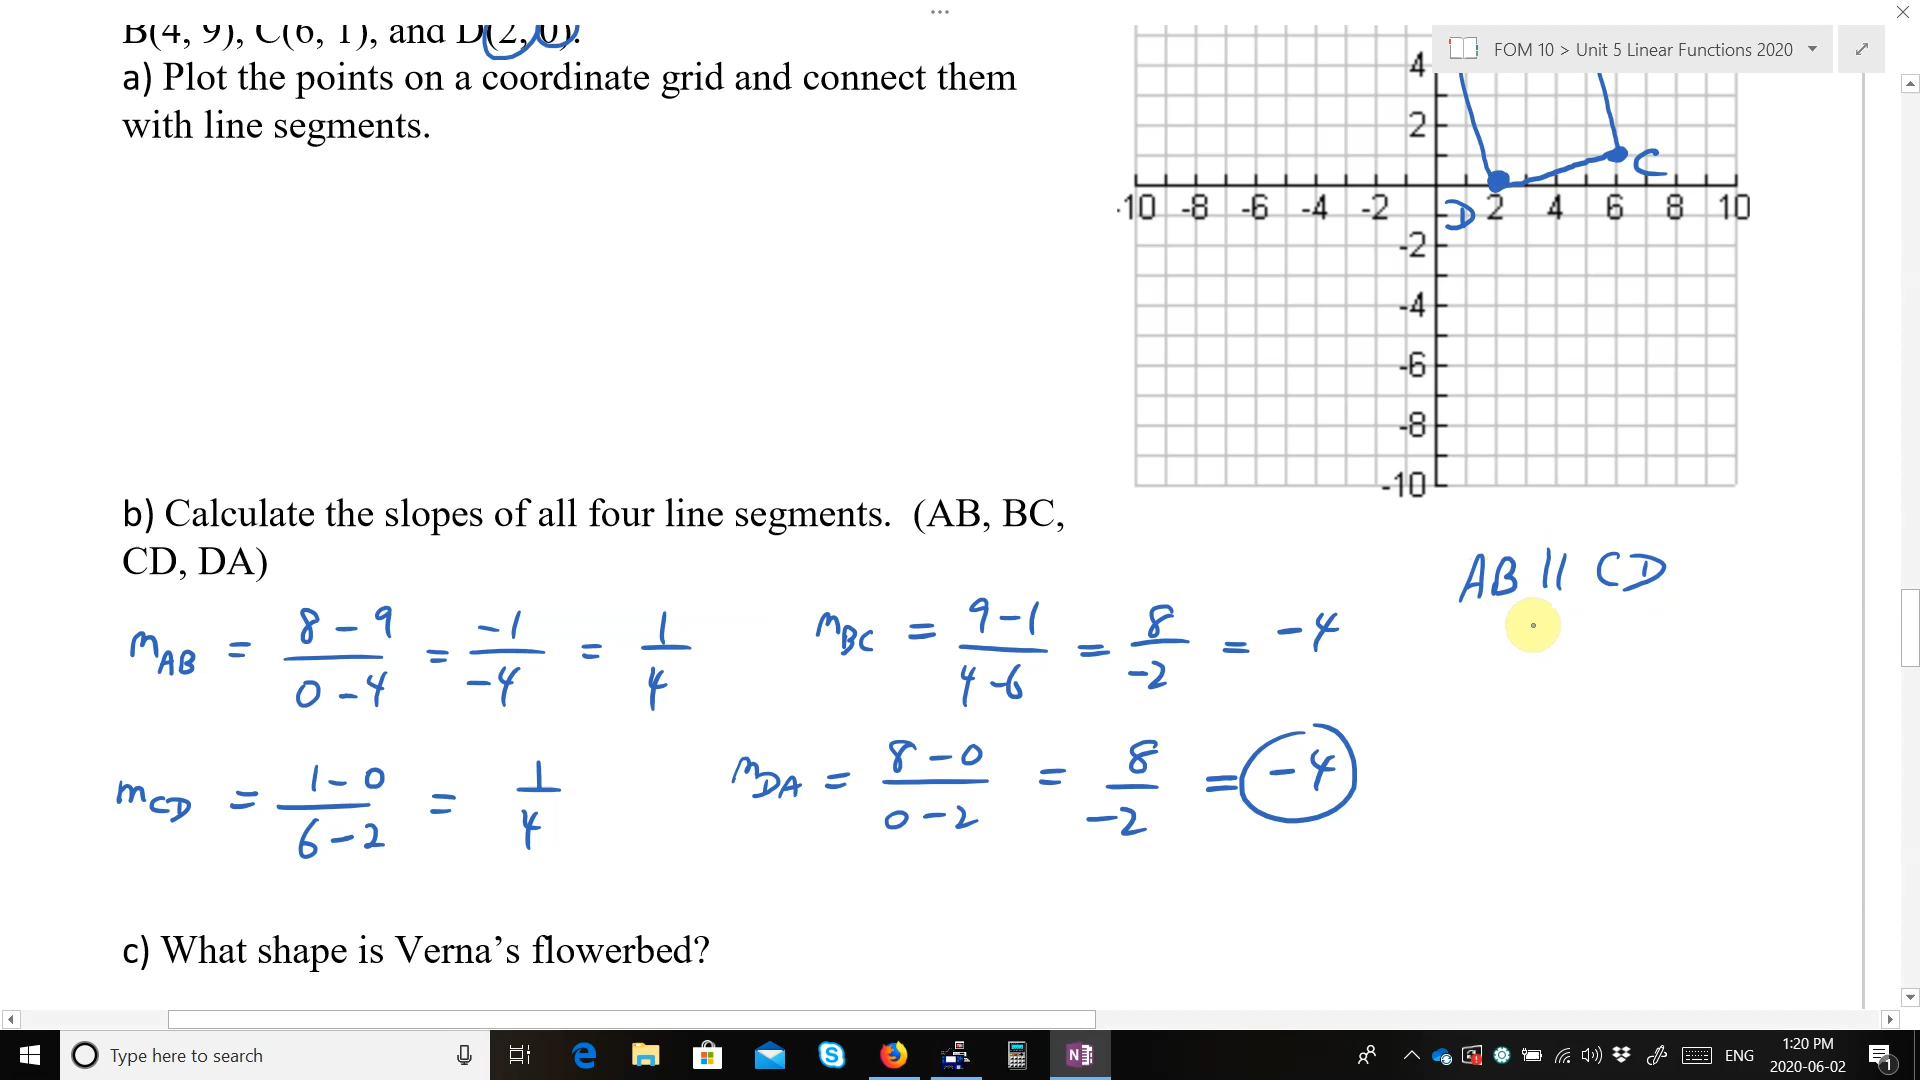 B(4, 9), C(6, 1), and D(2, 0).
a) Plot the points on a coordinate grid and connect them
with line segments.
FOM 10 > Unit 5 Linear Functions 2020
4
2
C
-10 -8 -6 -4 -2 D 2 4 6 8 10
-2
-4
-6
-8
-10
b) Calculate the slopes of all four line segments. (AB, BC,
CD, DA)
AB || CD
m_AB = (8 - 9)/(0 - 4) = -1/-4 = 1/4
m_BC = (9 - 1)/(4 - 6) = 8/-2 = -4
m_CD = (1 - 0)/(6 - 2) = 1/4
m_DA = (8 - 0)/(0 - 2) = 8/-2 = -4
c) What shape is Verna’s flowerbed?
Type here to search
N
ENG
1:20 PM
2020-06-02
1